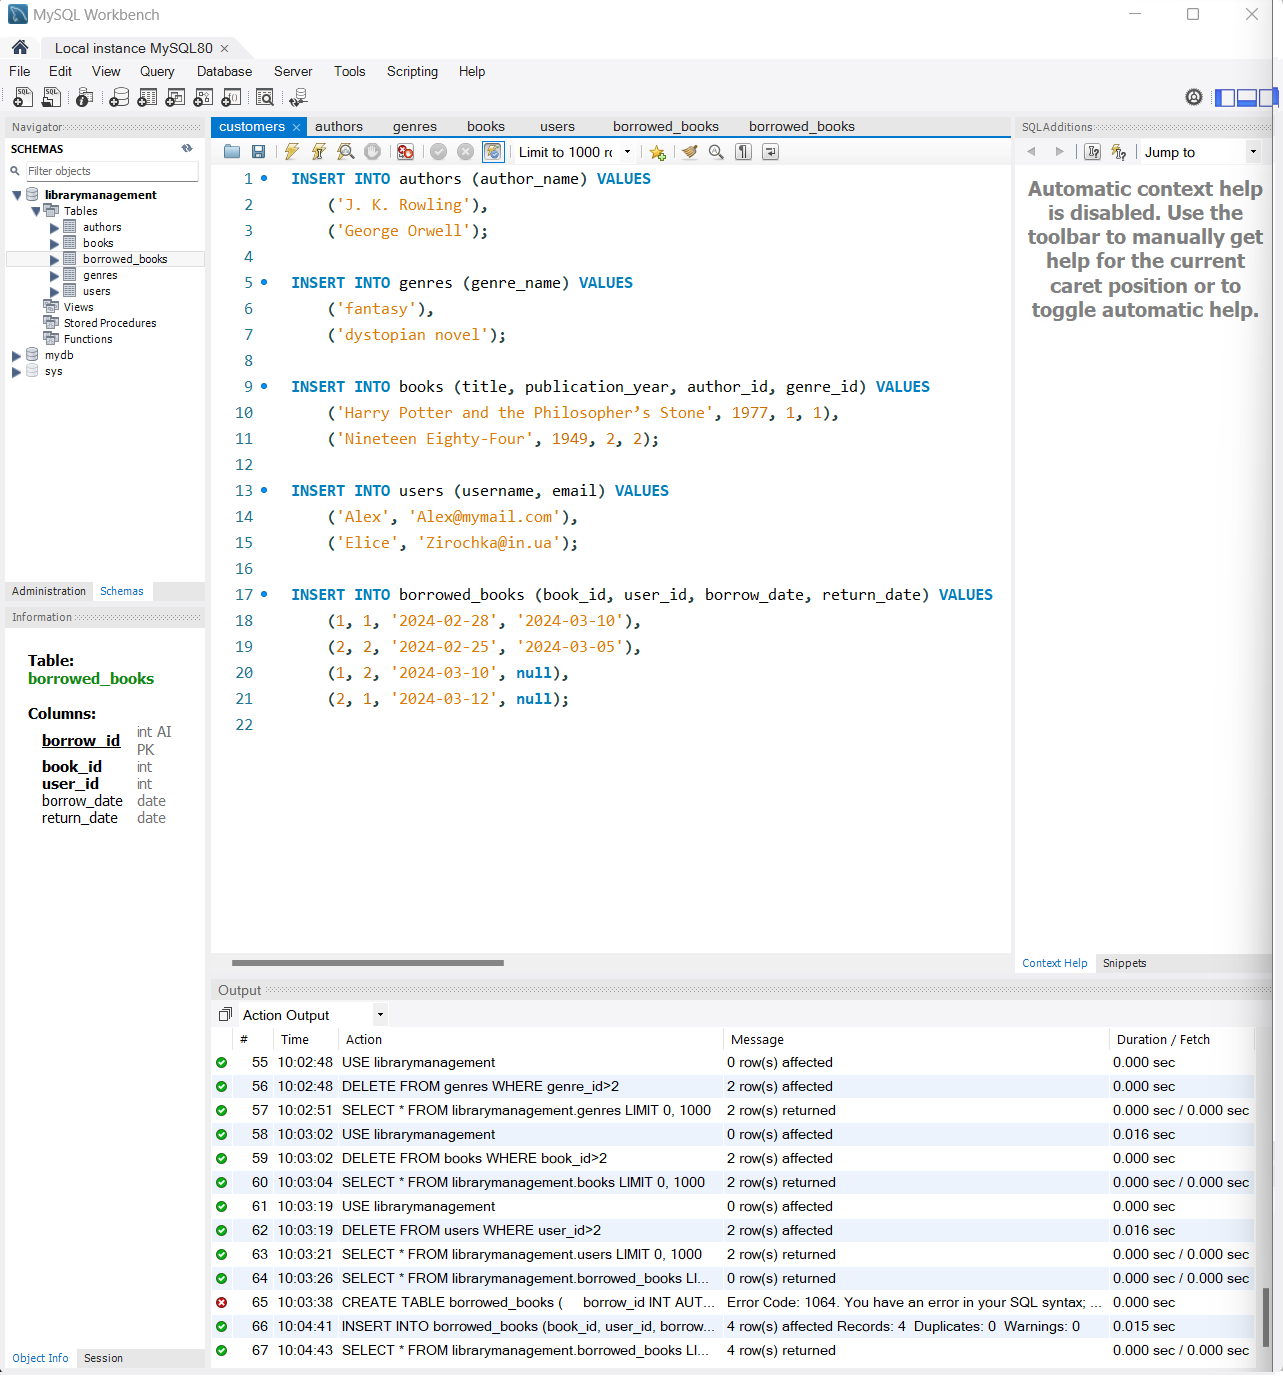 MySQL Workbench
Local instance MySQL80
File Edit View Query Database Server Tools Scripting Help
Navigator
SCHEMAS
Filter objects
librarymanagement
Tables
authors
books
borrowed_books
genres
users
Views
Stored Procedures
Functions
mydb
sys
Administration Schemas
Information
Table:
borrowed_books
Columns:
borrow_id int AI PK
book_id int
user_id int
borrow_date date
return_date date
Object Info Session
customers authors genres books users borrowed_books borrowed_books
Limit to 1000 rc
1 INSERT INTO authors (author_name) VALUES
2 ('J. K. Rowling'),
3 ('George Orwell');
4
5 INSERT INTO genres (genre_name) VALUES
6 ('fantasy'),
7 ('dystopian novel');
8
9 INSERT INTO books (title, publication_year, author_id, genre_id) VALUES
10 ('Harry Potter and the Philosopher’s Stone', 1977, 1, 1),
11 ('Nineteen Eighty-Four', 1949, 2, 2);
12
13 INSERT INTO users (username, email) VALUES
14 ('Alex', 'Alex@mymail.com'),
15 ('Elice', 'Zirochka@in.ua');
16
17 INSERT INTO borrowed_books (book_id, user_id, borrow_date, return_date) VALUES
18 (1, 1, '2024-02-28', '2024-03-10'),
19 (2, 2, '2024-02-25', '2024-03-05'),
20 (1, 2, '2024-03-10', null),
21 (2, 1, '2024-03-12', null);
22
SQLAdditions
Jump to
Automatic context help
is disabled. Use the
toolbar to manually get
help for the current
caret position or to
toggle automatic help.
Context Help Snippets
Output
Action Output
# Time Action Message Duration / Fetch
55 10:02:48 USE librarymanagement 0 row(s) affected 0.000 sec
56 10:02:48 DELETE FROM genres WHERE genre_id>2 2 row(s) affected 0.000 sec
57 10:02:51 SELECT * FROM librarymanagement.genres LIMIT 0, 1000 2 row(s) returned 0.000 sec / 0.000 sec
58 10:03:02 USE librarymanagement 0 row(s) affected 0.016 sec
59 10:03:02 DELETE FROM books WHERE book_id>2 2 row(s) affected 0.000 sec
60 10:03:04 SELECT * FROM librarymanagement.books LIMIT 0, 1000 2 row(s) returned 0.000 sec / 0.000 sec
61 10:03:19 USE librarymanagement 0 row(s) affected 0.000 sec
62 10:03:19 DELETE FROM users WHERE user_id>2 2 row(s) affected 0.016 sec
63 10:03:21 SELECT * FROM librarymanagement.users LIMIT 0, 1000 2 row(s) returned 0.000 sec / 0.000 sec
64 10:03:26 SELECT * FROM librarymanagement.borrowed_books LI... 0 row(s) returned 0.000 sec / 0.000 sec
65 10:03:38 CREATE TABLE borrowed_books ( borrow_id INT AUT... Error Code: 1064. You have an error in your SQL syntax; ... 0.000 sec
66 10:04:41 INSERT INTO borrowed_books (book_id, user_id, borrow... 4 row(s) affected Records: 4 Duplicates: 0 Warnings: 0 0.015 sec
67 10:04:43 SELECT * FROM librarymanagement.borrowed_books LI... 4 row(s) returned 0.000 sec / 0.000 sec